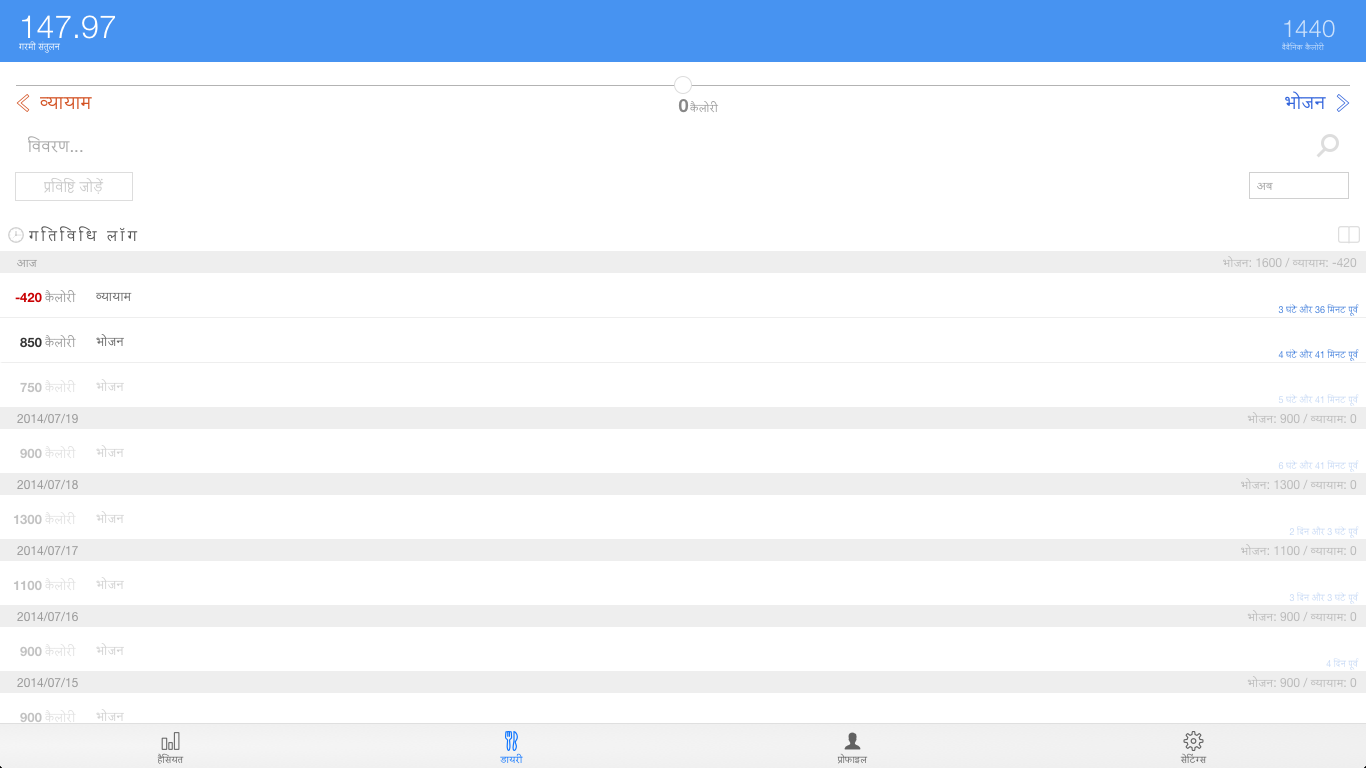 147.97
गरमी संतुलन
1440
वैदैनिक कैलोरी
व्यायाम
0 कैलोरी
भोजन
विवरण...
प्रविष्टि जोड़ें
अब
गतिविधि लॉग
आज भोजन: 1600 / व्यायाम: -420
-420 कैलोरी व्यायाम
3 घंटे और 36 मिनट पूर्व
850 कैलोरी भोजन
4 घंटे और 41 मिनट पूर्व
750 कैलोरी भोजन
5 घंटे और 41 मिनट पूर्व
2014/07/19 भोजन: 900 / व्यायाम: 0
900 कैलोरी भोजन
6 घंटे और 41 मिनट पूर्व
2014/07/18 भोजन: 1300 / व्यायाम: 0
1300 कैलोरी भोजन
2 दिन और 3 घंटे पूर्व
2014/07/17 भोजन: 1100 / व्यायाम: 0
1100 कैलोरी भोजन
3 दिन और 3 घंटे पूर्व
2014/07/16 भोजन: 900 / व्यायाम: 0
900 कैलोरी भोजन
4 दिन पूर्व
2014/07/15 भोजन: 900 / व्यायाम: 0
900 कैलोरी भोजन
हैसियत
डायरी
प्रोफाइल
सेटिंग्स